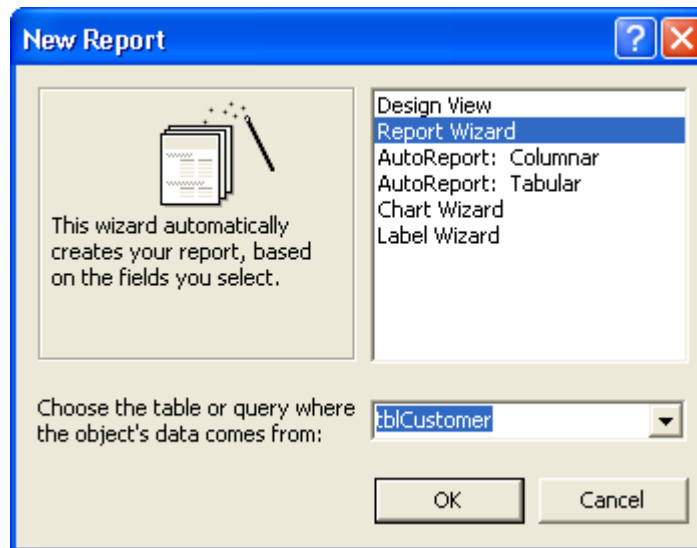 New Report
This wizard automatically
creates your report, based
on the fields you select.
Design View
Report Wizard
AutoReport: Columnar
AutoReport: Tabular
Chart Wizard
Label Wizard
Choose the table or query where
the object's data comes from:
tblCustomer
OK
Cancel